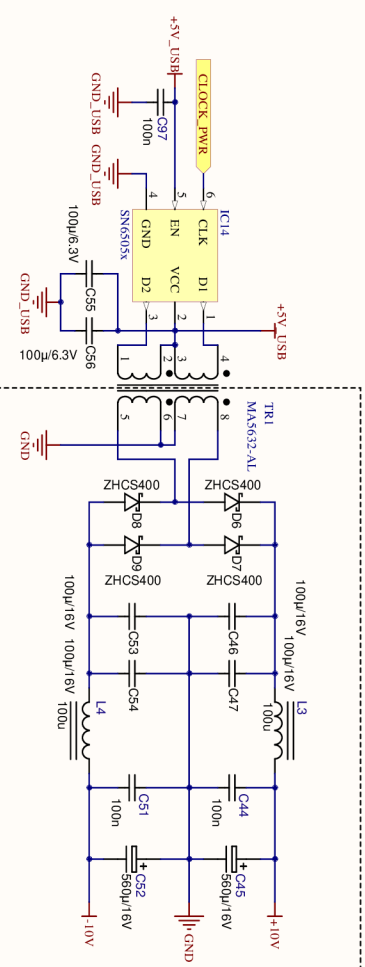 +5V_USB
CLOCK_PWR
GND_USB
C97
100n
GND_USB
4
5
6
IC14
SN6505x
GND
EN
CLK
D2
VCC
D1
3
2
1
+5V_USB
100µ/6.3V
C55
C56
100µ/6.3V
GND_USB
1
2
3
4
5
6
7
8
TR1
MA5632-AL
GND
ZHCS400
ZHCS400
D8
D6
D9
D7
ZHCS400
ZHCS400
100µ/16V
100µ/16V
C53
C46
100µ/16V
100µ/16V
C54
C47
L4
100u
L3
100u
C51
100n
C44
100n
C52
560µ/16V
C45
560µ/16V
+
+
-10V
GND
+10V